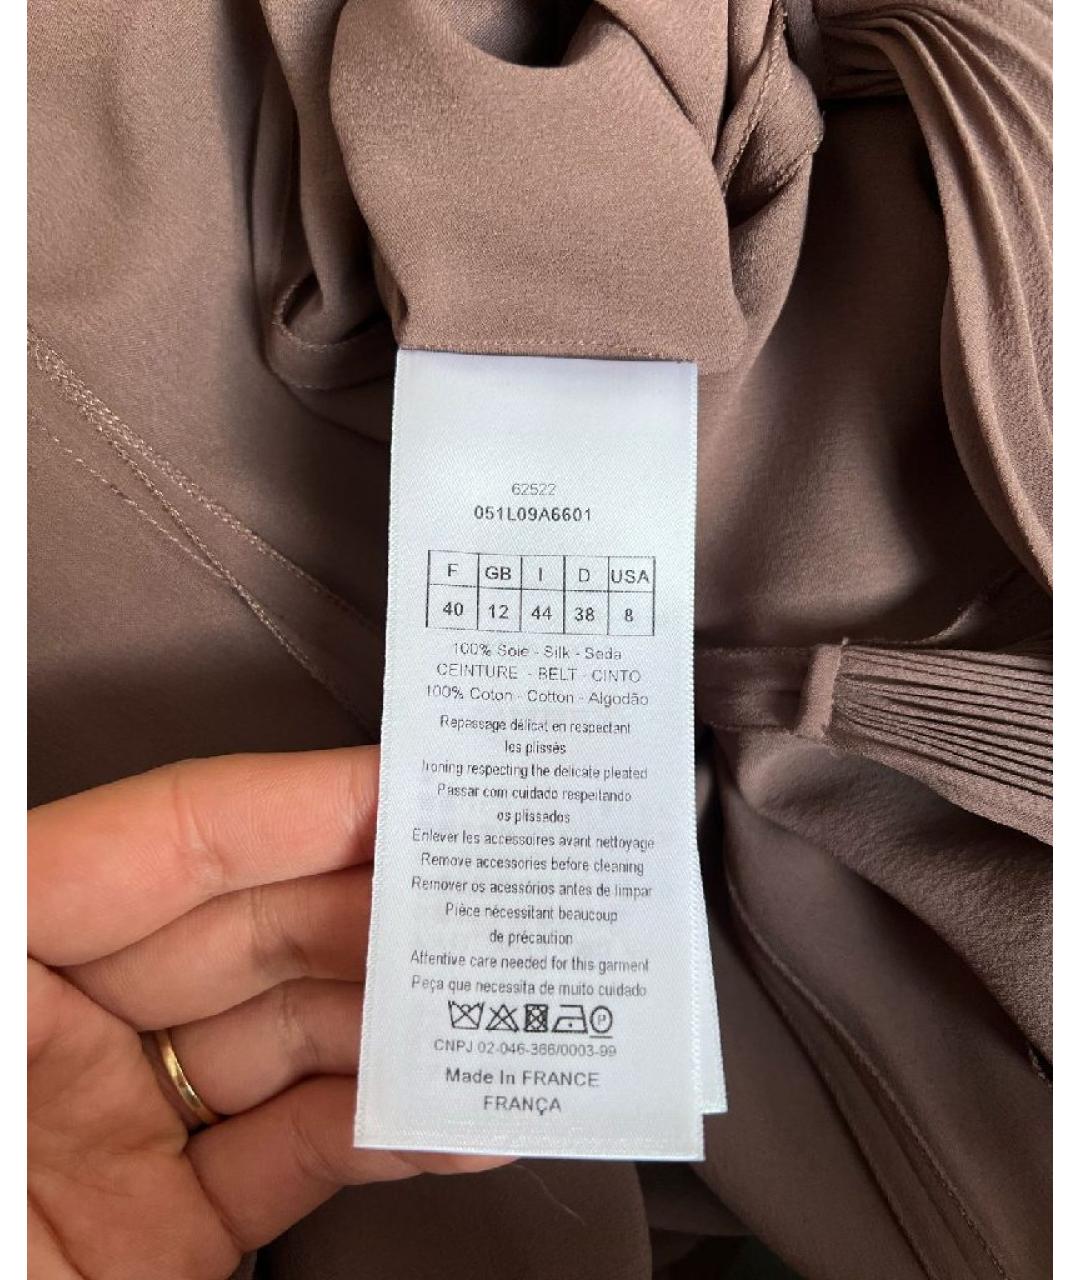 62522
051L09A6601
F GB I D USA
40 12 44 38 8
100% Soie - Silk - Seda
CEINTURE - BELT - CINTO
100% Coton - Cotton - Algodão
Repassage délicat en respectant
les plissés
Ironing respecting the delicate pleated
Passar com cuidado respeitando
os plissados
Enlever les accessoires avant nettoyage
Remove accessories before cleaning
Remover os acessórios antes de limpar
Pièce nécessitant beaucoup
de précaution
Attentive care needed for this garment
Peça que necessita de muito cuidado
P
CNPJ 02-046-366/0003-99
Made In FRANCE
FRANÇA